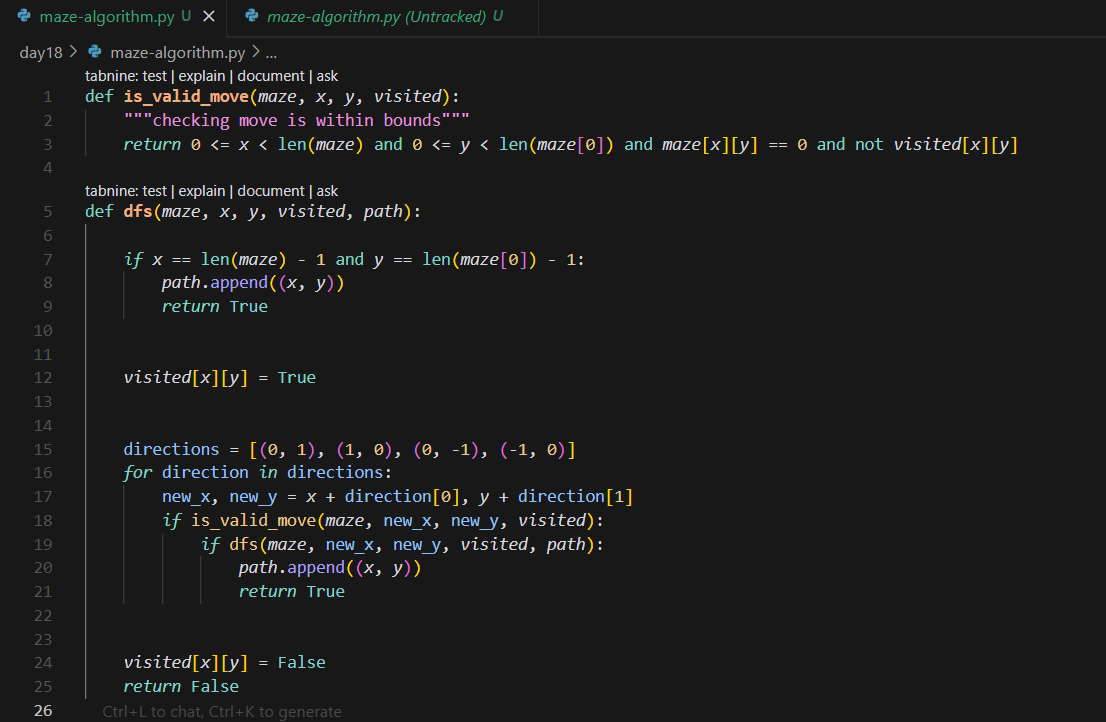 maze-algorithm.py U × maze-algorithm.py (Untracked) U
day18 > maze-algorithm.py > ...
tabnine: test | explain | document | ask
1 def is_valid_move(maze, x, y, visited):
2 """checking move is within bounds"""
3 return 0 <= x < len(maze) and 0 <= y < len(maze[0]) and maze[x][y] == 0 and not visited[x][y]
4
tabnine: test | explain | document | ask
5 def dfs(maze, x, y, visited, path):
6
7 if x == len(maze) - 1 and y == len(maze[0]) - 1:
8 path.append((x, y))
9 return True
10
11
12 visited[x][y] = True
13
14
15 directions = [(0, 1), (1, 0), (0, -1), (-1, 0)]
16 for direction in directions:
17 new_x, new_y = x + direction[0], y + direction[1]
18 if is_valid_move(maze, new_x, new_y, visited):
19 if dfs(maze, new_x, new_y, visited, path):
20 path.append((x, y))
21 return True
22
23
24 visited[x][y] = False
25 return False
26 Ctrl+L to chat, Ctrl+K to generate